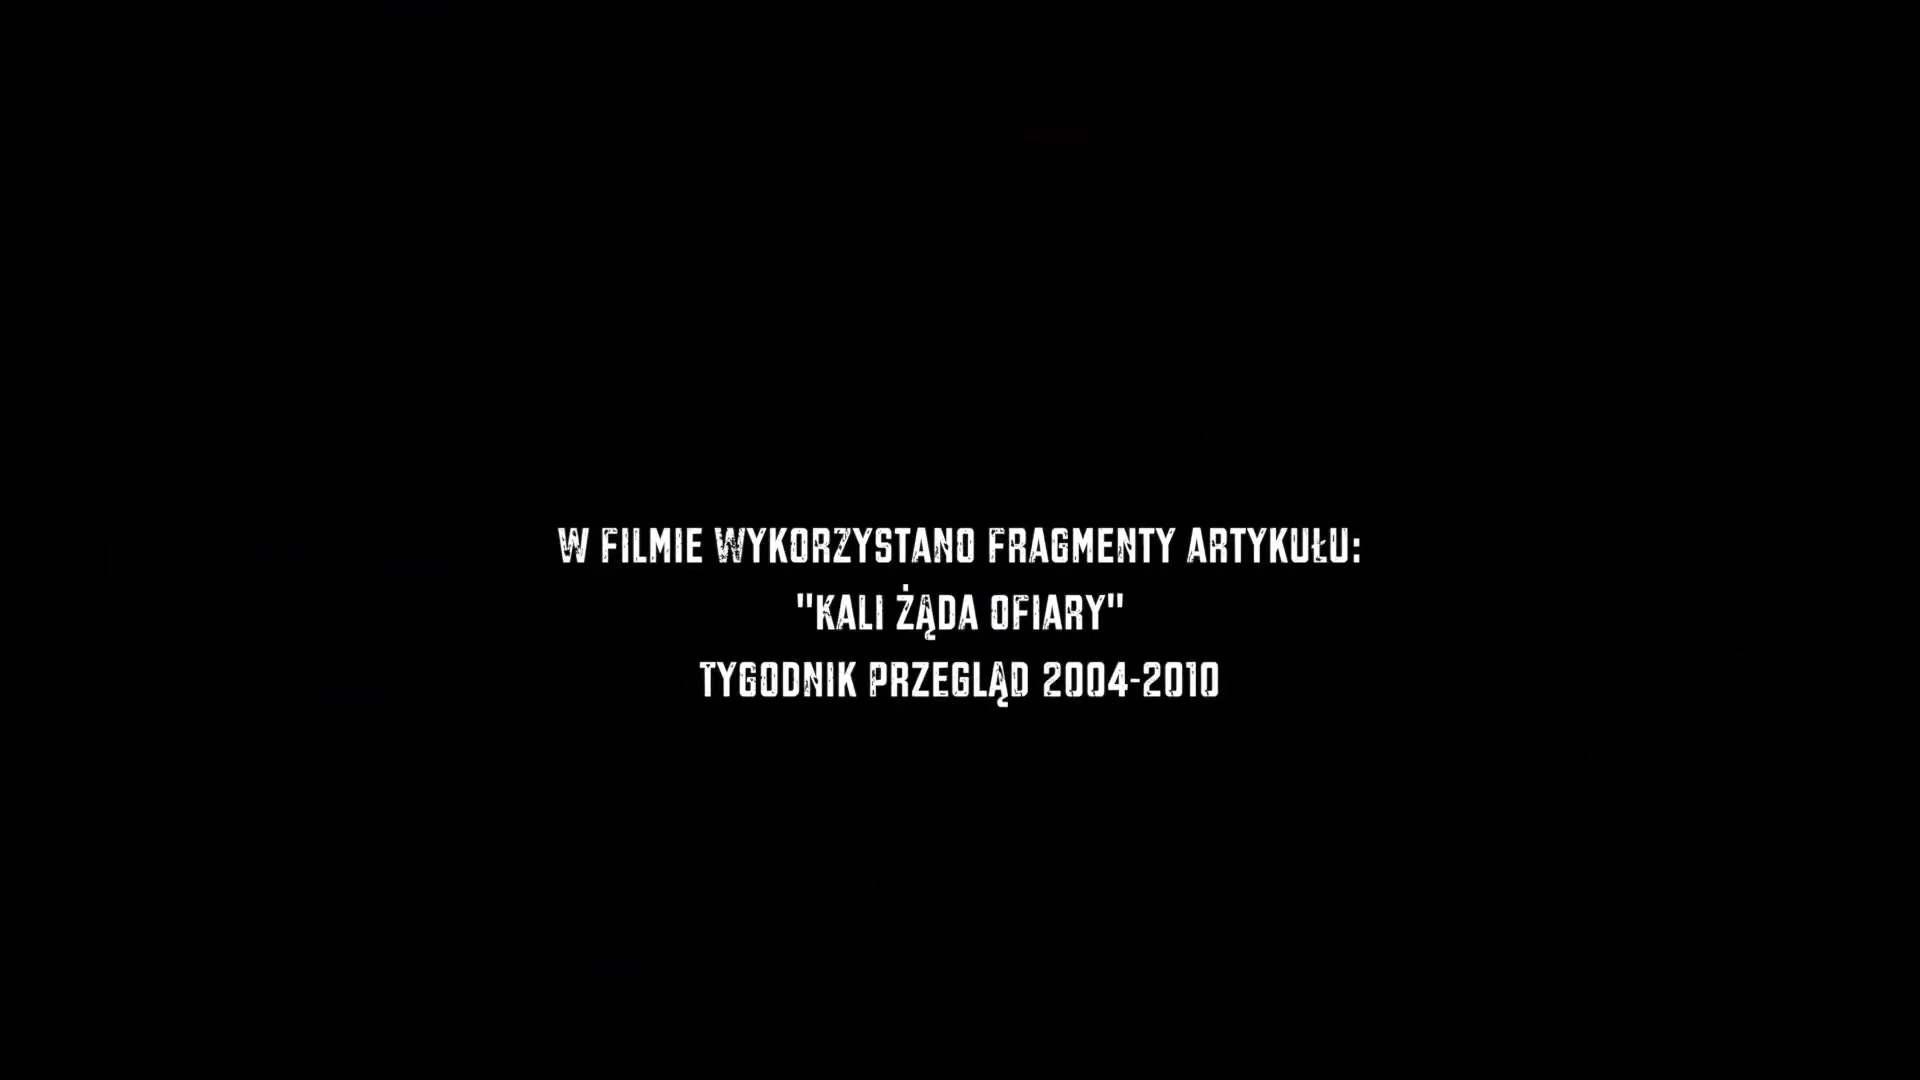 W FILMIE WYKORZYSTANO FRAGMENTY ARTYKUŁU:
"KALI ŻĄDA OFIARY"
TYGODNIK PRZEGLĄD 2004-2010